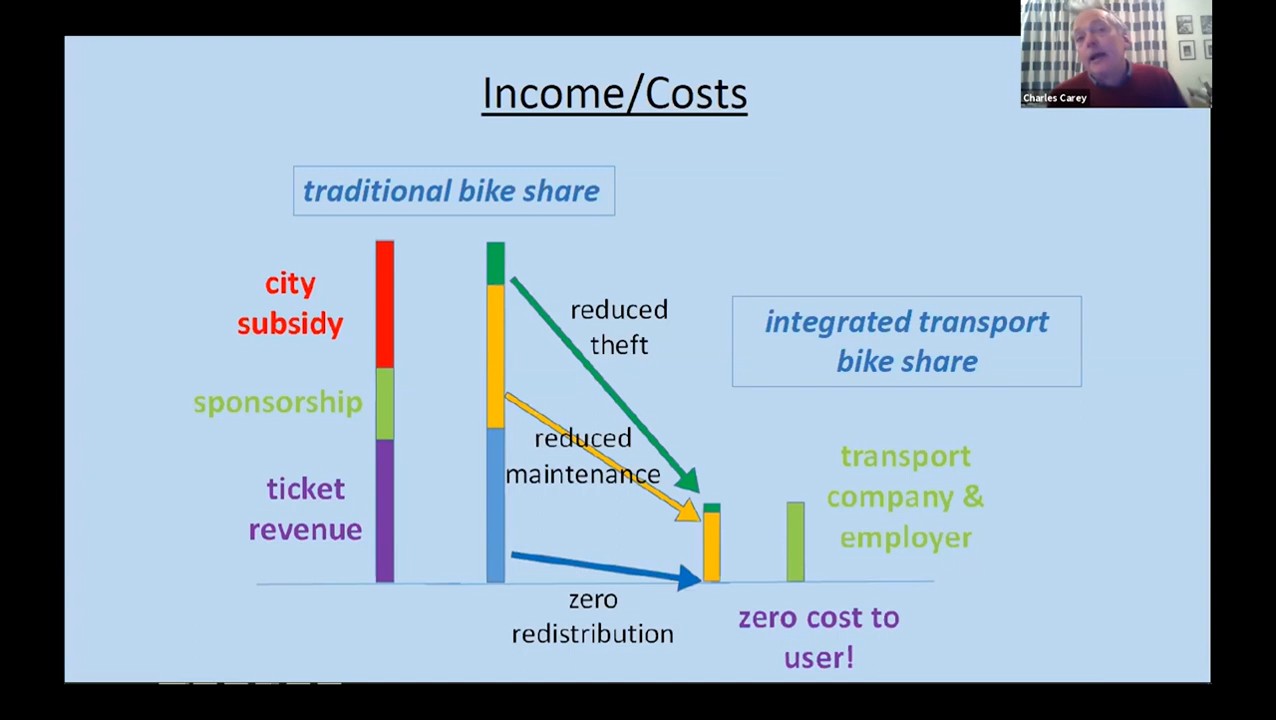 Income/Costs
Charles Carey
traditional bike share
city
subsidy
sponsorship
ticket
revenue
reduced
theft
reduced
maintenance
zero
redistribution
integrated transport
bike share
transport
company &
employer
zero cost to
user!